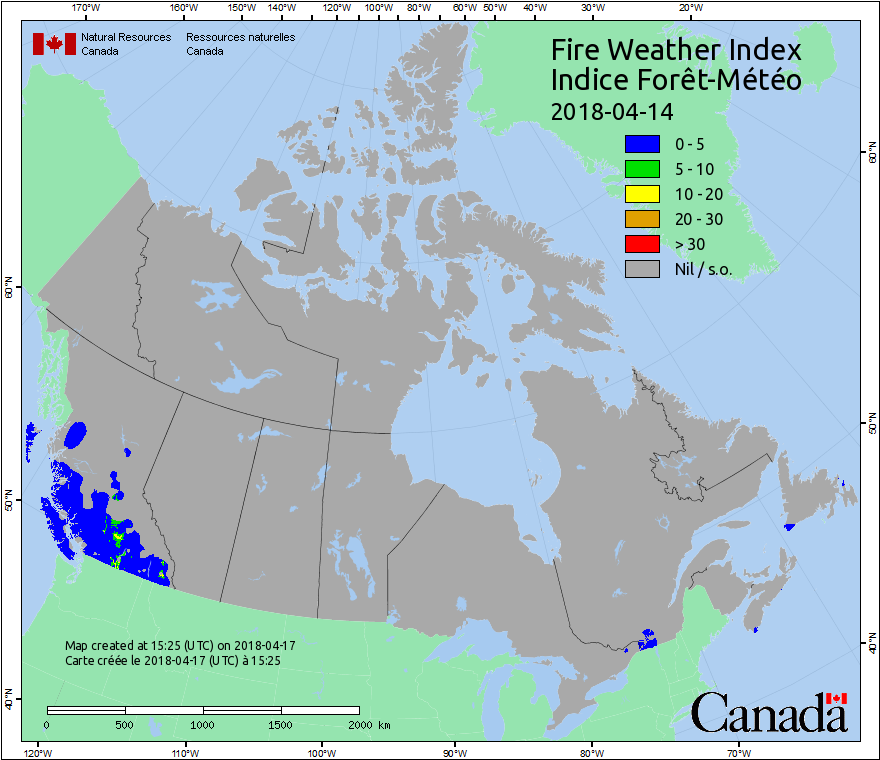 170°W 160°W 150°W 140°W 130°W 120°W 110°W 100°W 90°W 80°W 60°W 50°W 40°W 30°W 20°W
Natural Resources Canada
Ressources naturelles Canada
Fire Weather Index
Indice Forêt-Météo
2018-04-14
0 - 5
5 - 10
10 - 20
20 - 30
> 30
Nil / s.o.
60°N
50°N
40°N
60°N
50°N
40°N
Map created at 15:25 (UTC) on 2018-04-17
Carte créée le 2018-04-17 (UTC) à 15:25
0 500 1000 1500 2000 km
Canada
120°W 110°W 100°W 90°W 80°W 70°W